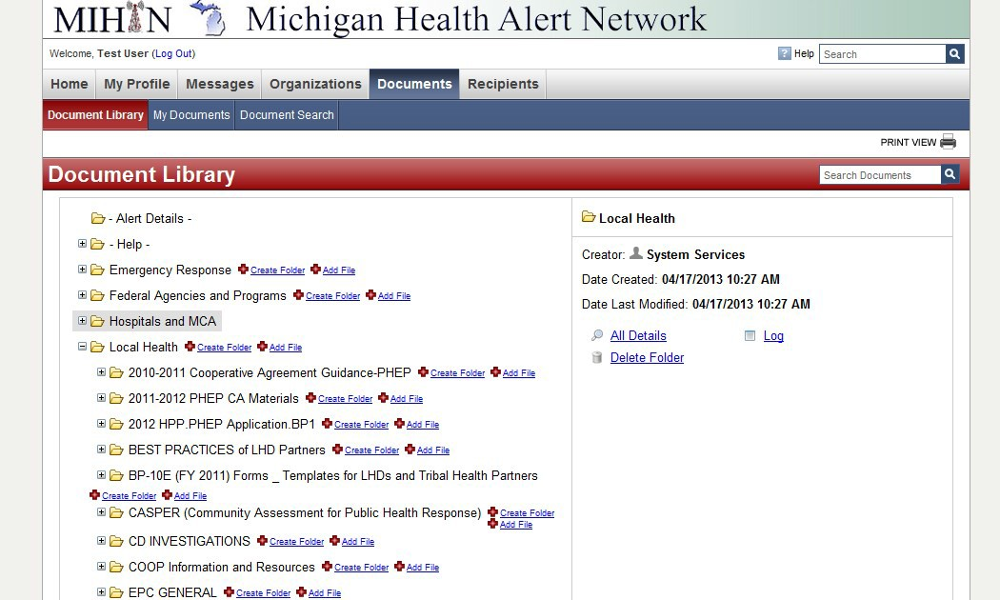 MIHAN Michigan Health Alert Network
Welcome, Test User (Log Out)
? Help Search
Home My Profile Messages Organizations Documents Recipients
Document Library My Documents Document Search
PRINT VIEW
Document Library Search Documents
- Alert Details -
- Help -
Emergency Response Create Folder Add File
Federal Agencies and Programs Create Folder Add File
Hospitals and MCA
Local Health Create Folder Add File
2010-2011 Cooperative Agreement Guidance-PHEP Create Folder Add File
2011-2012 PHEP CA Materials Create Folder Add File
2012 HPP.PHEP Application.BP1 Create Folder Add File
BEST PRACTICES of LHD Partners Create Folder Add File
BP-10E (FY 2011) Forms _ Templates for LHDs and Tribal Health Partners
Create Folder Add File
CASPER (Community Assessment for Public Health Response) Create Folder
Add File
CD INVESTIGATIONS Create Folder Add File
COOP Information and Resources Create Folder Add File
EPC GENERAL Create Folder Add File
Local Health
Creator: System Services
Date Created: 04/17/2013 10:27 AM
Date Last Modified: 04/17/2013 10:27 AM
All Details Log
Delete Folder